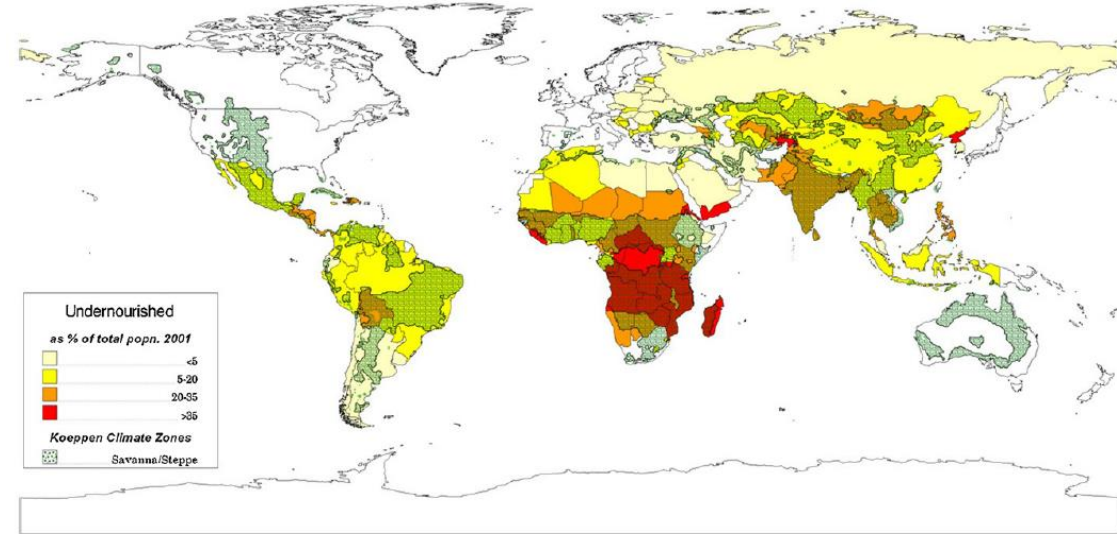 Undernourished
as % of total popn. 2001
<5
5-20
20-35
>35
Koeppen Climate Zones
Savanna/Steppe